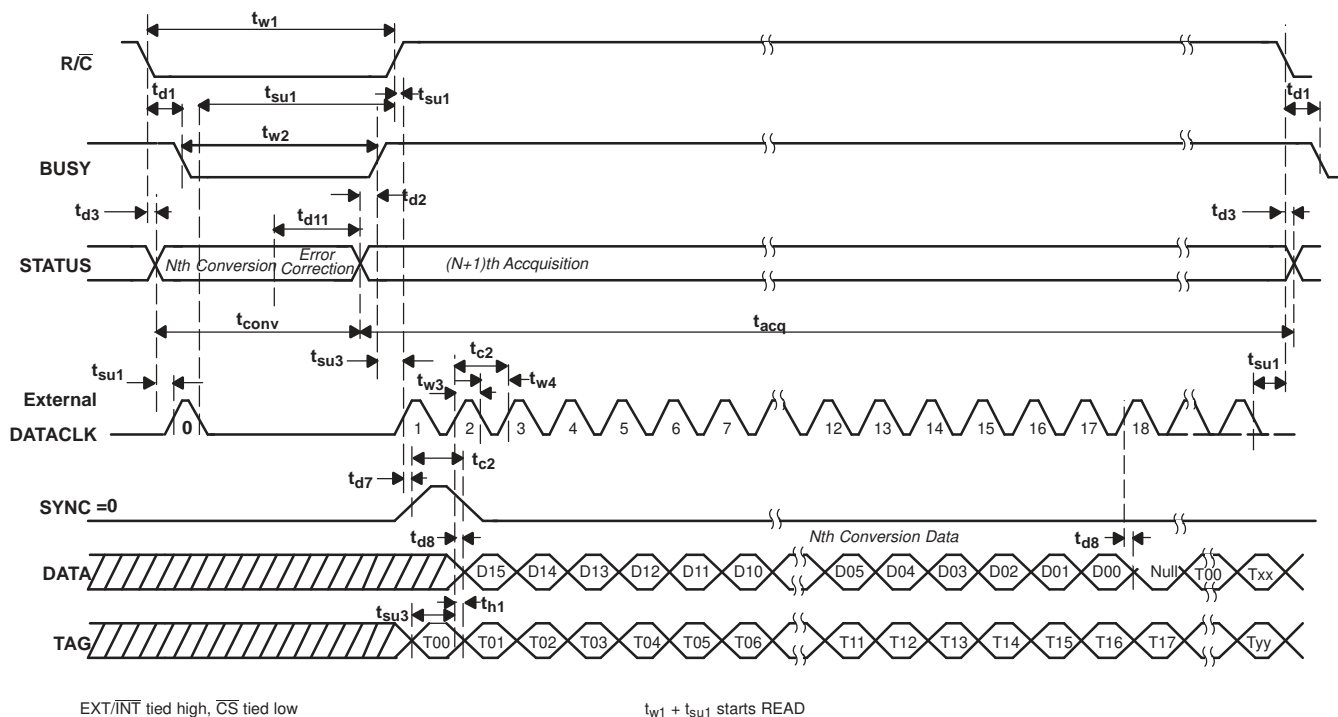 tw1
R/C
td1
tsu1
tsu1
td1
tw2
BUSY
td2
td3
td11
td3
STATUS
Nth Conversion
Error
Correction
(N+1)th Accquisition
tconv
tacq
tsu3
tc2
tsu1
tw3
tw4
tsu1
External
DATACLK
0 1 2 3 4 5 6 7 12 13 14 15 16 17 18
tc2
td7
SYNC =0
td8
Nth Conversion Data
td8
DATA
D15 D14 D13 D12 D11 D10 D05 D04 D03 D02 D01 D00 Null T00 Txx
tsu3
th1
TAG
T00 T01 T02 T03 T04 T05 T06 T11 T12 T13 T14 T15 T16 T17 Tyy
EXT/INT tied high, CS tied low
tw1 + tsu1 starts READ